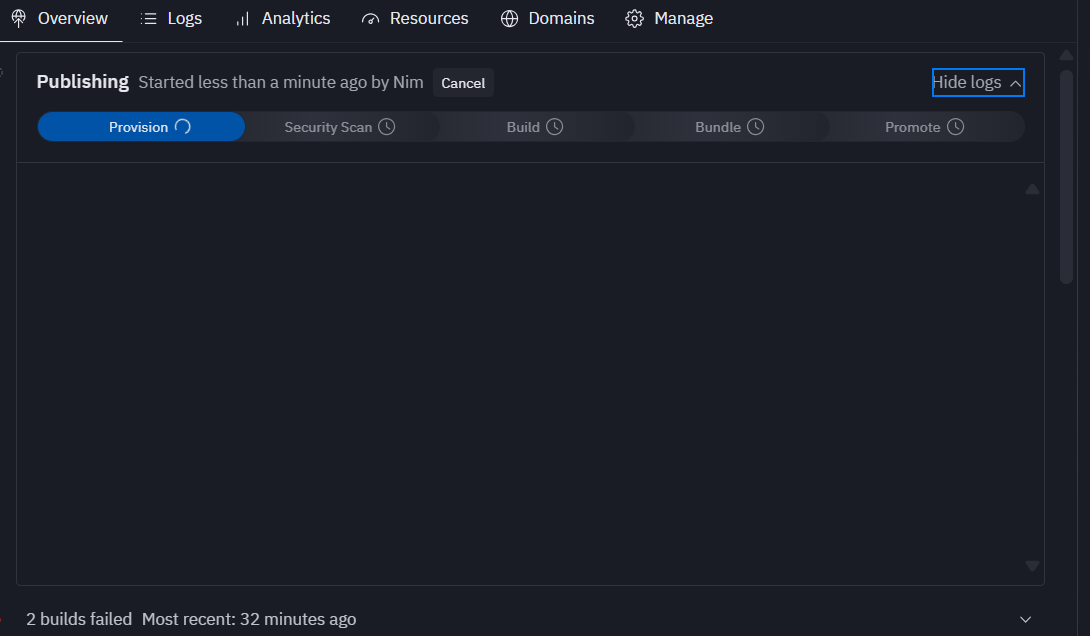 Overview Logs Analytics Resources Domains Manage
Publishing Started less than a minute ago by Nim Cancel Hide logs
Provision Security Scan Build Bundle Promote
2 builds failed Most recent: 32 minutes ago